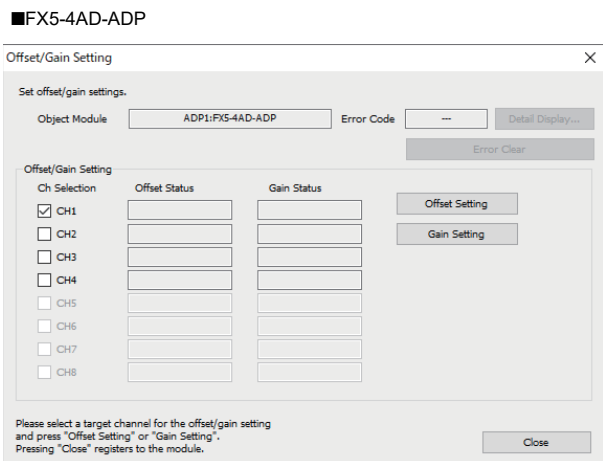 ■FX5-4AD-ADP
Offset/Gain Setting
Set offset/gain settings.
Object Module ADP1:FX5-4AD-ADP Error Code --- Detail Display...
Error Clear
Offset/Gain Setting
Ch Selection Offset Status Gain Status
CH1 Offset Setting
CH2 Gain Setting
CH3
CH4
CH5
CH6
CH7
CH8
Please select a target channel for the offset/gain setting
and press "Offset Setting" or "Gain Setting".
Pressing "Close" registers to the module.
Close